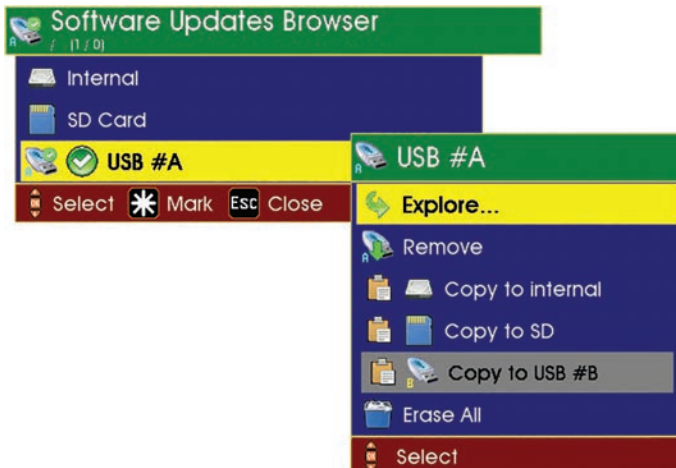 Software Updates Browser
A / (1 / 0)
Internal
SD Card
A USB #A
Select Mark Esc Close
A USB #A
Explore...
A Remove
Copy to internal
Copy to SD
B Copy to USB #B
Erase All
OK Select